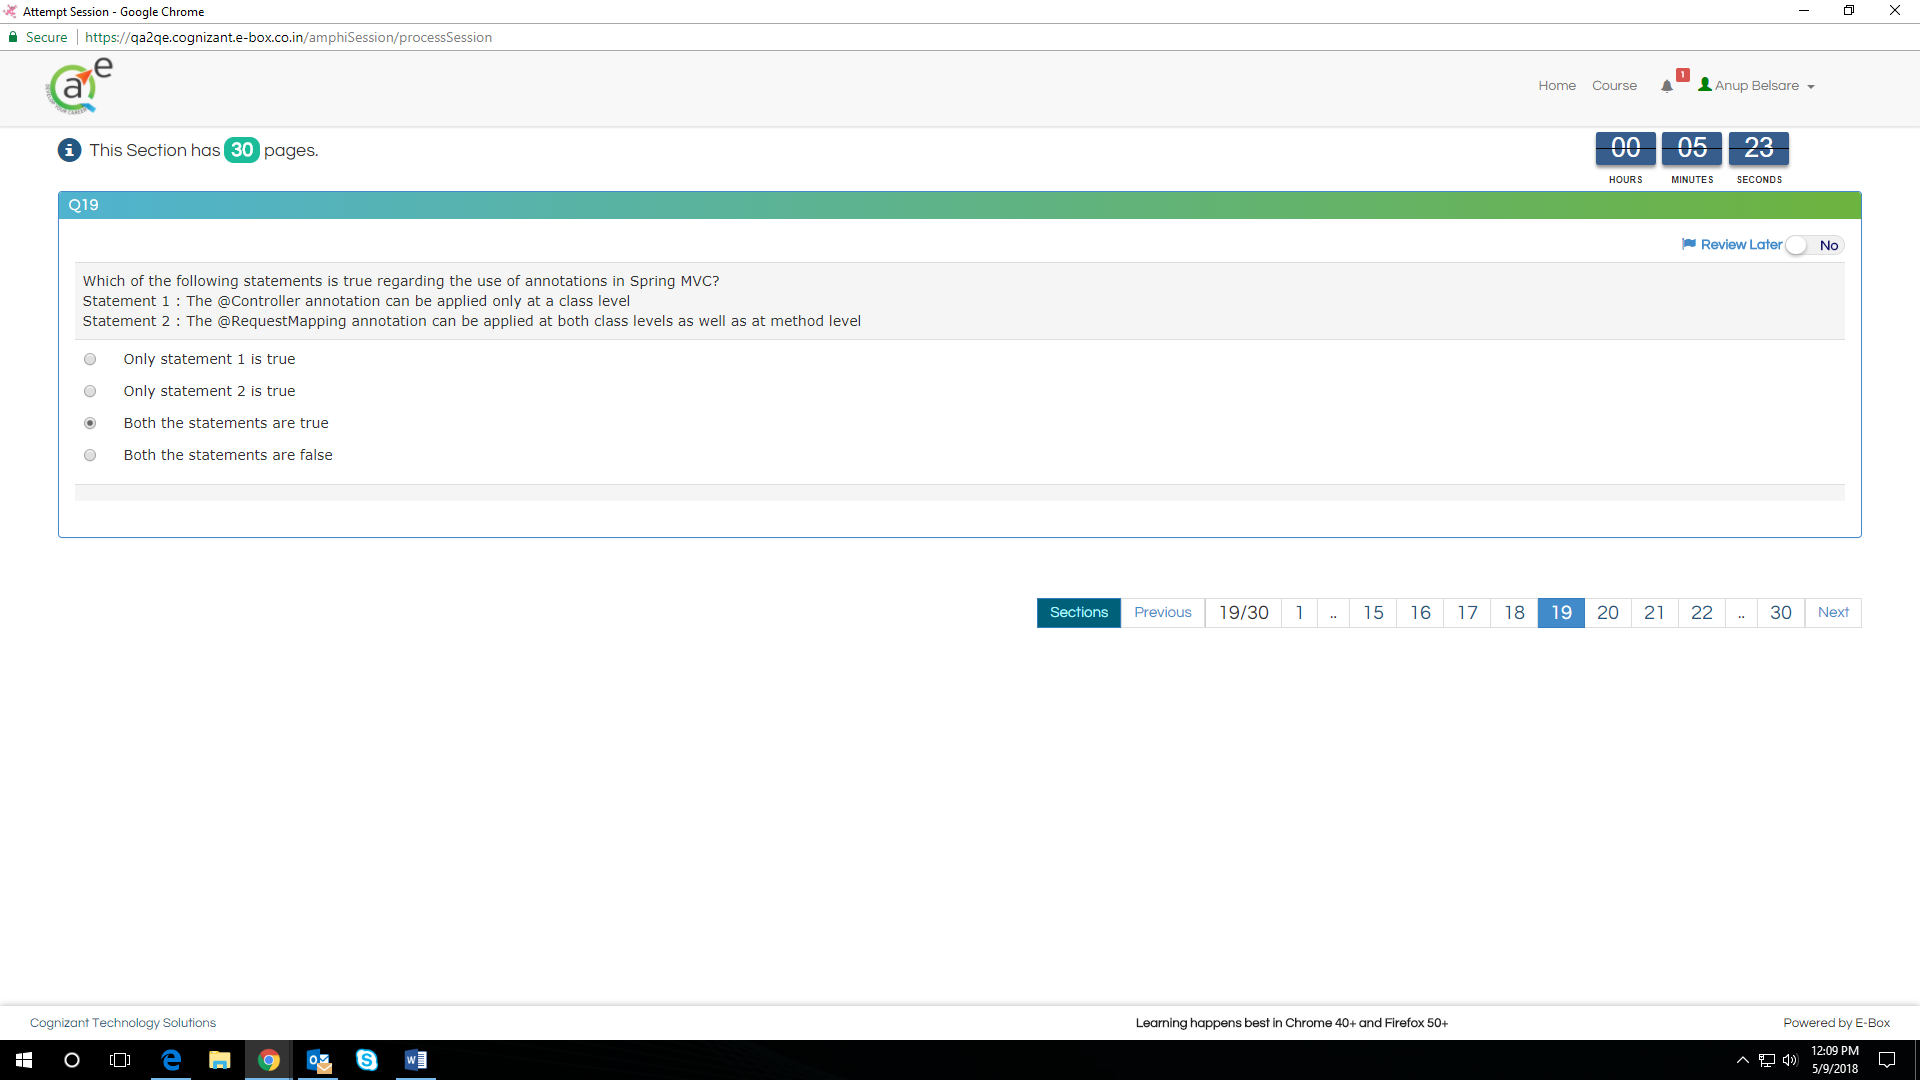 Attempt Session - Google Chrome
Secure https://qa2qe.cognizant.e-box.co.in/amphiSession/processSession
a e
Home Course 1 Anup Belsare
This Section has 30 pages.
00 05 23
HOURS MINUTES SECONDS
Q19
Review Later No
Which of the following statements is true regarding the use of annotations in Spring MVC?
Statement 1 : The @Controller annotation can be applied only at a class level
Statement 2 : The @RequestMapping annotation can be applied at both class levels as well as at method level
Only statement 1 is true
Only statement 2 is true
Both the statements are true
Both the statements are false
Sections Previous 19/30 1 .. 15 16 17 18 19 20 21 22 .. 30 Next
Cognizant Technology Solutions Learning happens best in Chrome 40+ and Firefox 50+ Powered by E-Box
12:09 PM
5/9/2018